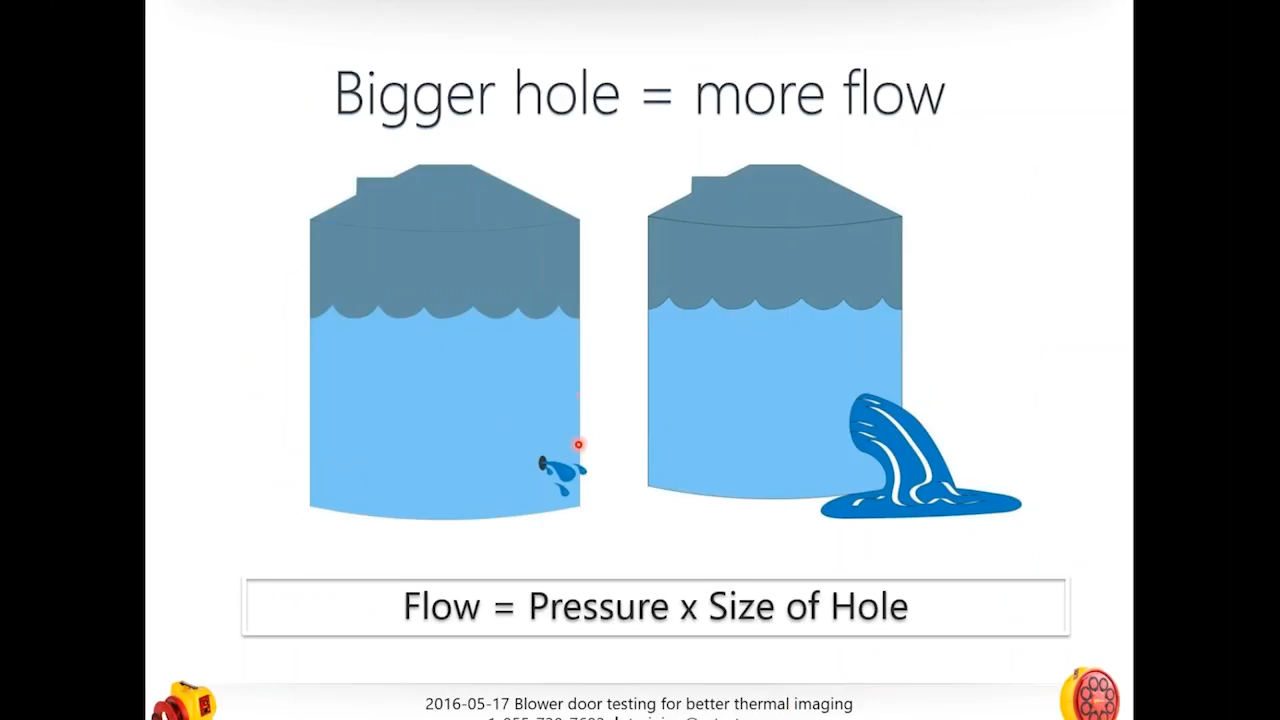 Bigger hole = more flow
Flow = Pressure x Size of Hole
2016-05-17 Blower door testing for better thermal imaging